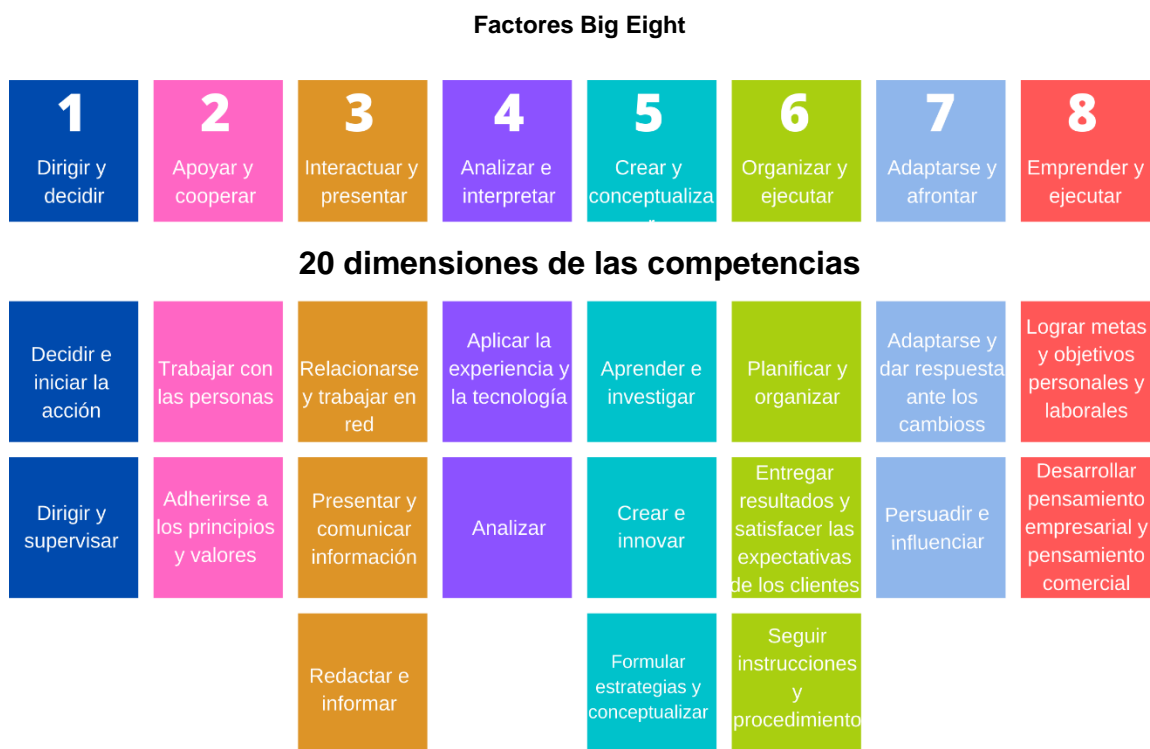 Factores Big Eight
1
Dirigir y
decidir
2
Apoyar y
cooperar
3
Interactuar y
presentar
4
Analizar e
interpretar
5
Crear y
conceptualiza
6
Organizar y
ejecutar
7
Adaptarse y
afrontar
8
Emprender y
ejecutar
20 dimensiones de las competencias
Decidir e
iniciar la
acción
Trabajar con
las personas
Relacionarse
y trabajar en
red
Aplicar la
experiencia y
la tecnología
Aprender e
investigar
Planificar y
organizar
Adaptarse y
dar respuesta
ante los
cambioss
Lograr metas
y objetivos
personales y
laborales
Dirigir y
supervisar
Adherirse a
los principios
y valores
Presentar y
comunicar
información
Analizar
Crear e
innovar
Entregar
resultados y
satisfacer las
expectativas
de los clientes
Persuadir e
influenciar
Desarrollar
pensamiento
empresarial y
pensamiento
comercial
Redactar e
informar
Formular
estrategias y
conceptualizar
Seguir
instrucciones
y
procedimiento